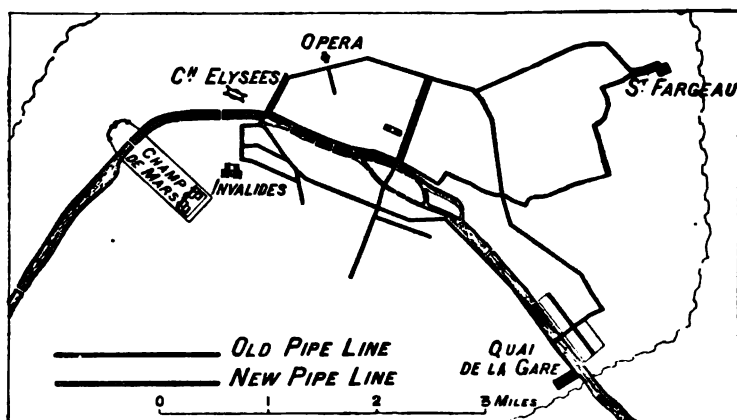 OPERA
CH ELYSÉES
ST FARGEAU
CHAMP
DE MARS
INVALIDES
OLD PIPE LINE
NEW PIPE LINE
QUAI
DE LA GARE
0 1 2 3 MILES